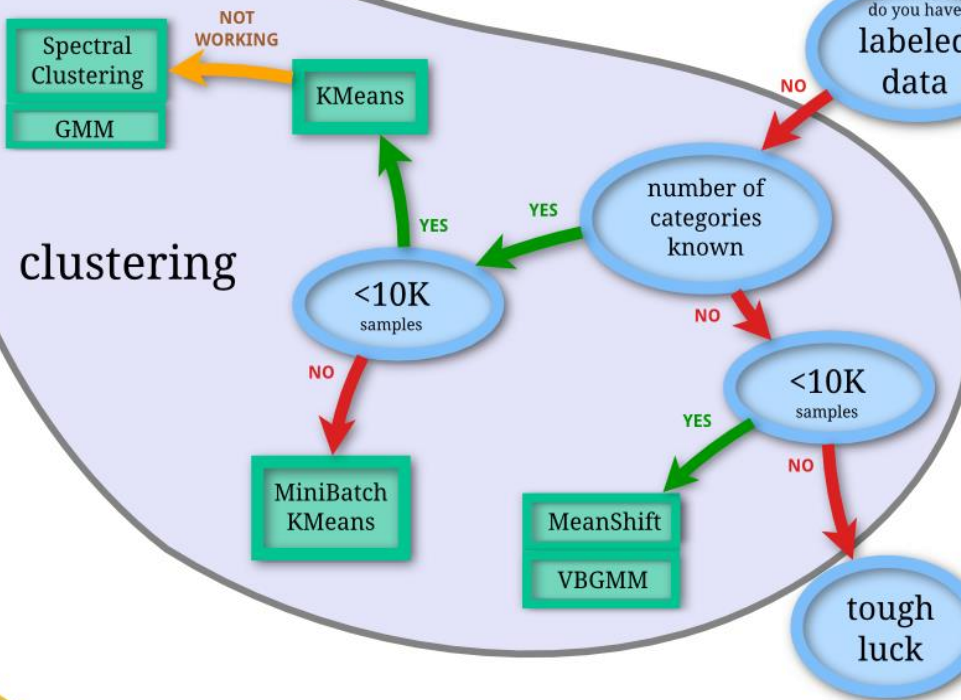 NOT
WORKING
Spectral
Clustering
GMM
KMeans
do you have
labeled
data
NO
number of
categories
known
YES
YES
clustering
<10K
samples
NO
NO
<10K
samples
YES
NO
MiniBatch
KMeans
MeanShift
VBGMM
tough
luck